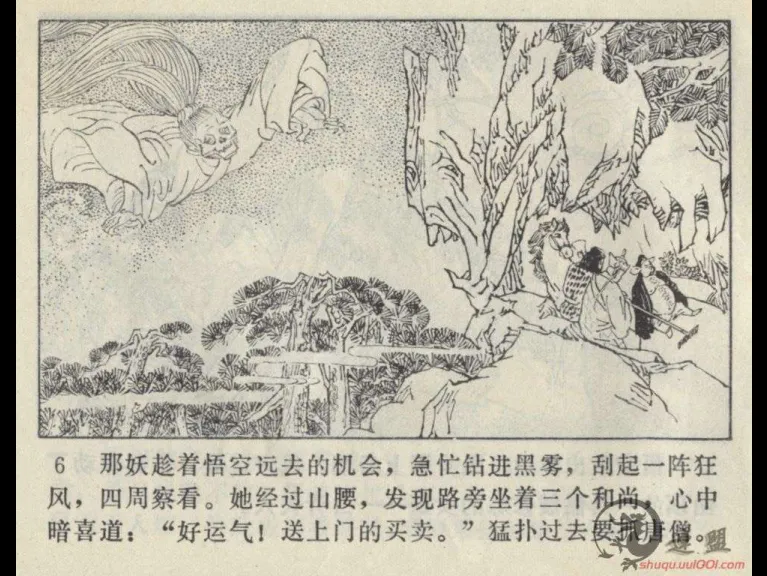 6 那妖趁着悟空远去的机会，急忙钻进黑雾，刮起一阵狂
风，四周察看。她经过山腰，发现路旁坐着三个和尚，心中
暗喜道：“好运气！送上门的买卖。”猛扑过去要抓唐僧。
连盟
shuqu.uu1001.com